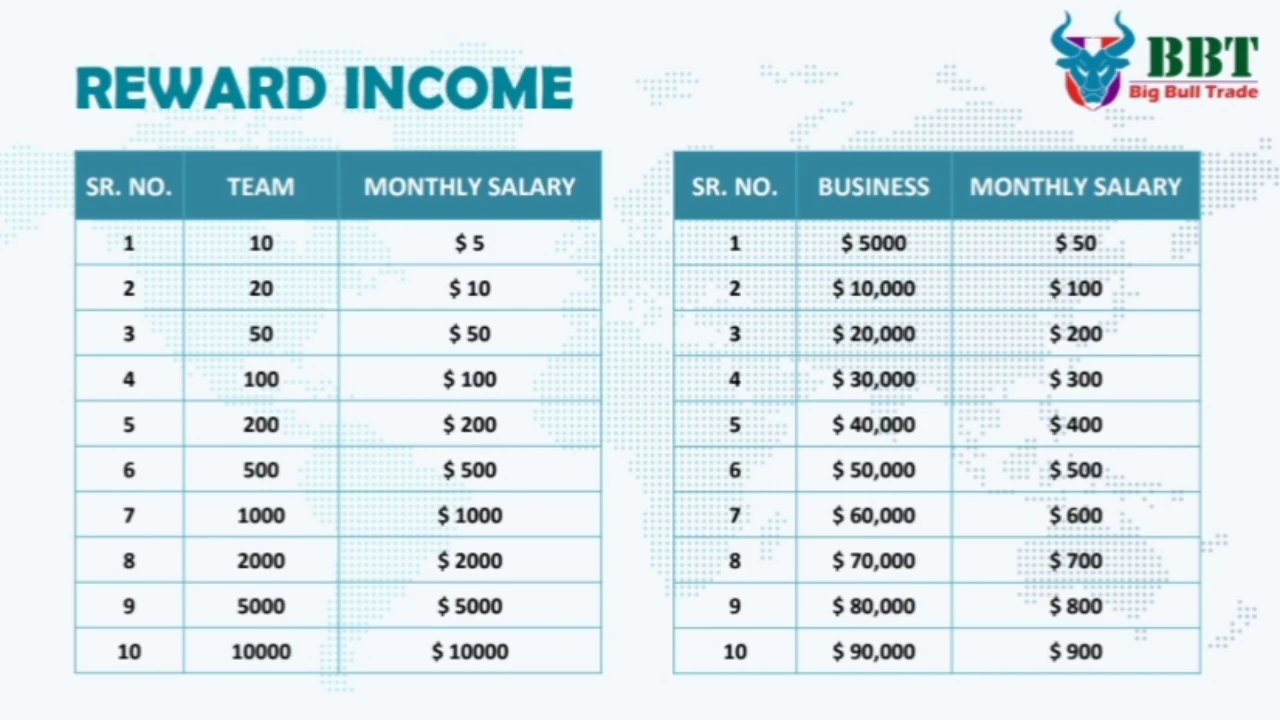 REWARD INCOME
BBT
Big Bull Trade
SR. NO. TEAM MONTHLY SALARY
1 10 $ 5
2 20 $ 10
3 50 $ 50
4 100 $ 100
5 200 $ 200
6 500 $ 500
7 1000 $ 1000
8 2000 $ 2000
9 5000 $ 5000
10 10000 $ 10000
SR. NO. BUSINESS MONTHLY SALARY
1 $ 5000 $ 50
2 $ 10,000 $ 100
3 $ 20,000 $ 200
4 $ 30,000 $ 300
5 $ 40,000 $ 400
6 $ 50,000 $ 500
7 $ 60,000 $ 600
8 $ 70,000 $ 700
9 $ 80,000 $ 800
10 $ 90,000 $ 900